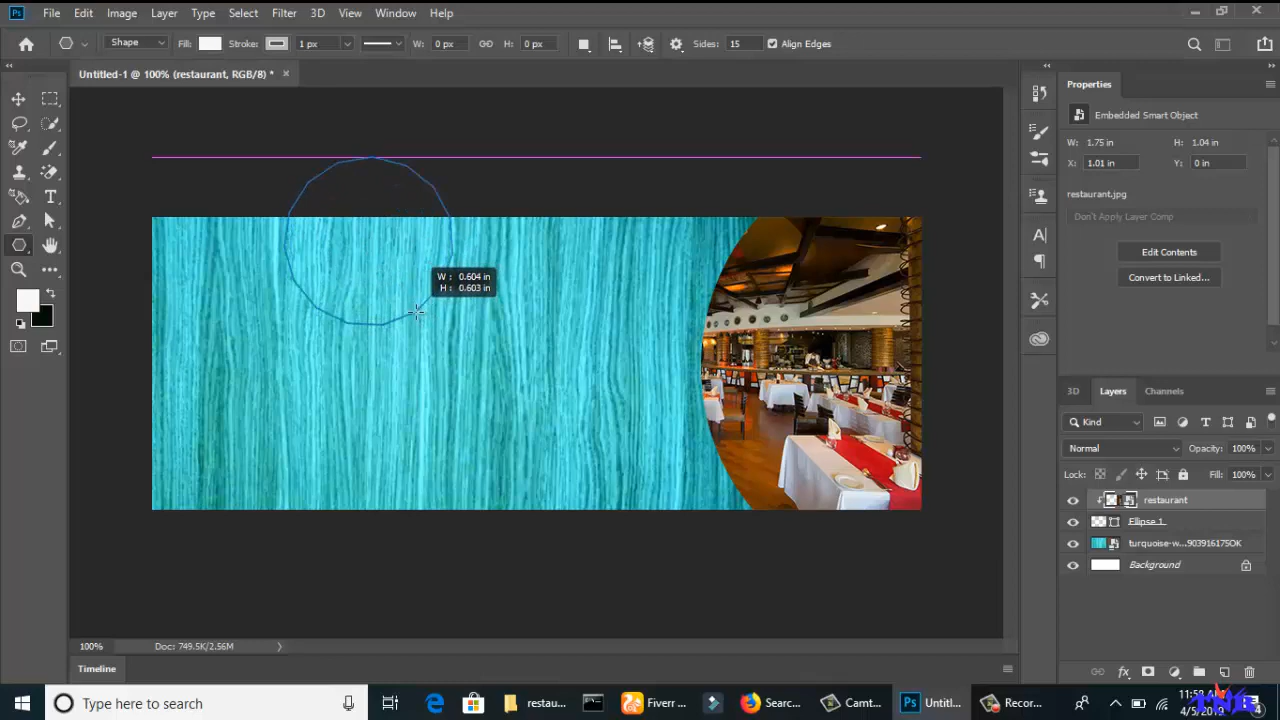 Ps File Edit Image Layer Type Select Filter 3D View Window Help
Shape Fill: Stroke: 1 px W: 0 px H: 0 px Sides: 15 Align Edges
Untitled-1 @ 100% (restaurant, RGB/8) *
W : 0.604 in
H : 0.603 in
100% Doc: 749.5K/2.56M
Timeline
Properties
Embedded Smart Object
W: 1.75 in H: 1.04 in
X: 1.01 in Y: 0 in
restaurant.jpg
Don't Apply Layer Comp
Edit Contents
Convert to Linked...
3D Layers Channels
Kind
Normal Opacity: 100%
Lock: Fill: 100%
restaurant
Ellipse 1
turquoise-w...903916175OK
Background
Type here to search
restau... Fiverr ... Searc... Camt... Ps Untitl... Recor...
4/5/2019